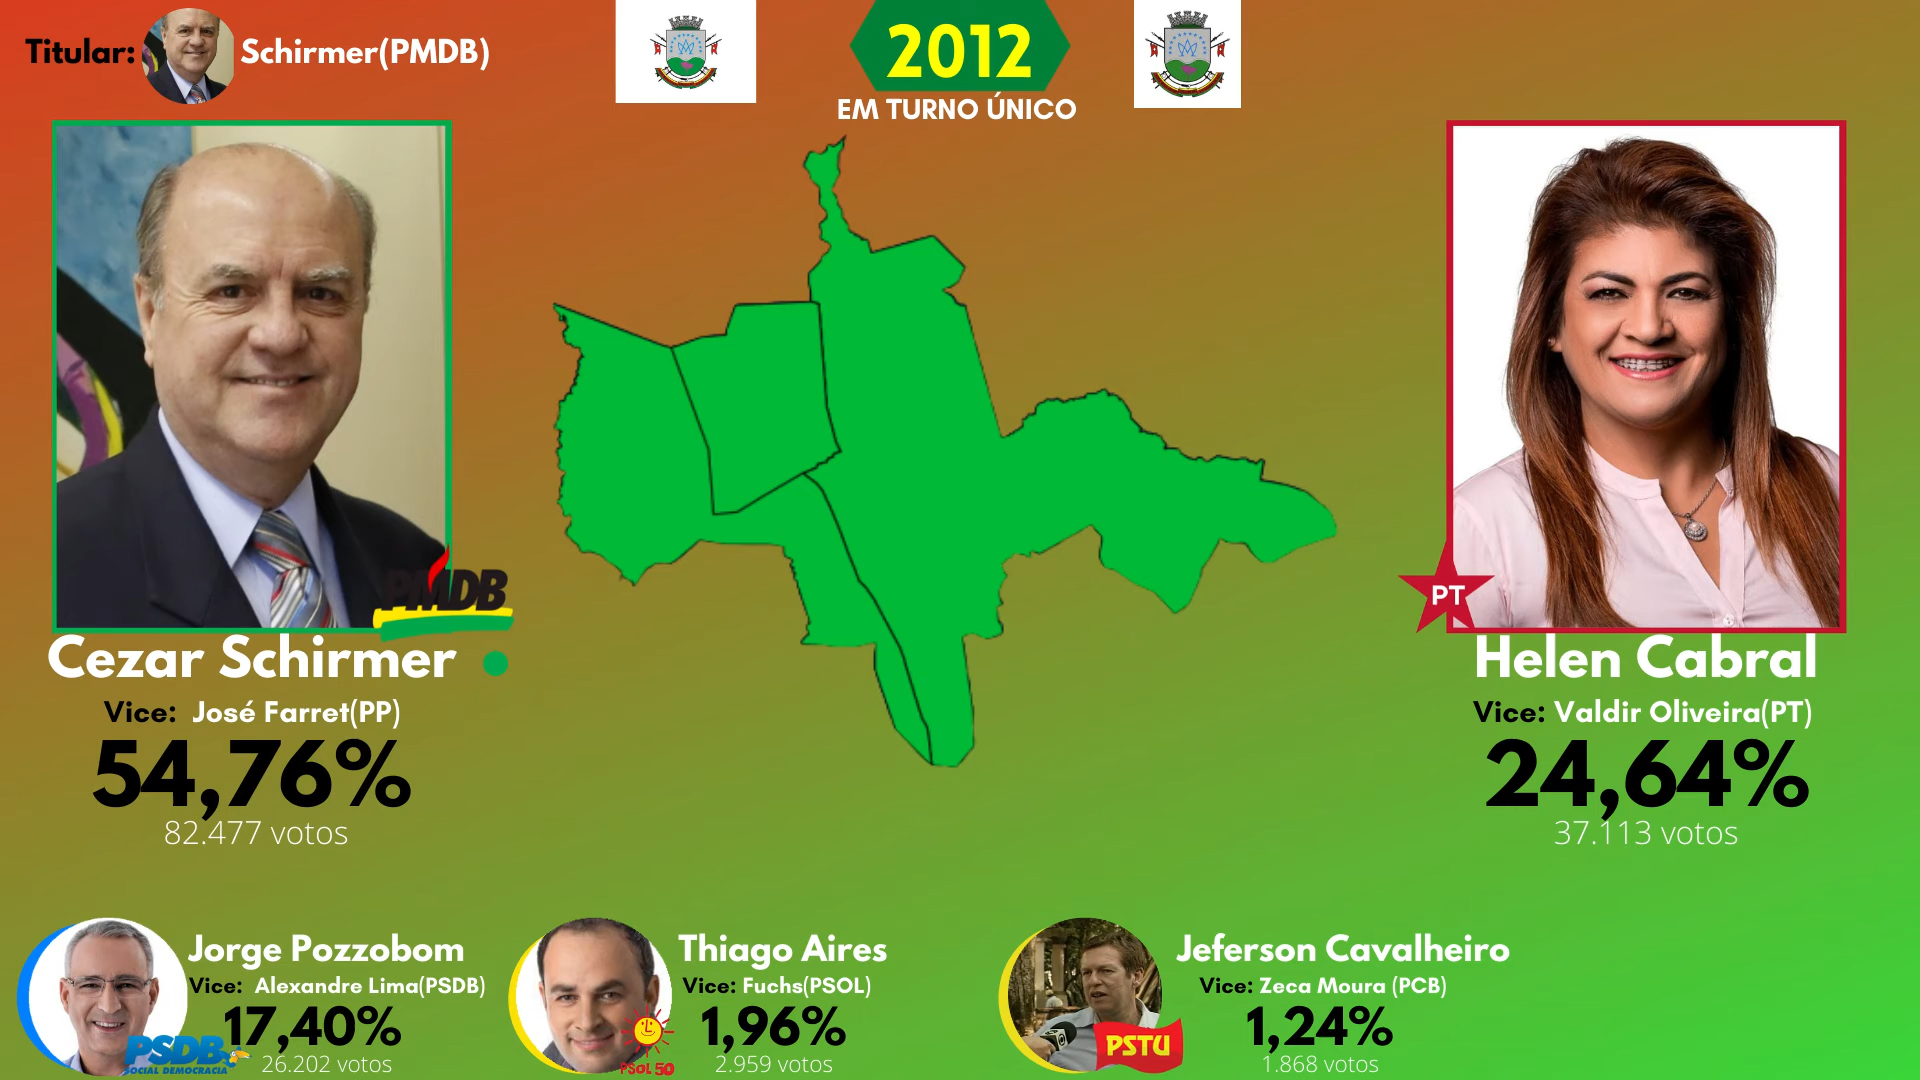 Titular: Schirmer(PMDB)
2012
EM TURNO ÚNICO
PMDB
Cezar Schirmer
Vice: José Farret(PP)
54,76%
82.477 votos
PT
Helen Cabral
Vice: Valdir Oliveira(PT)
24,64%
37.113 votos
Jorge Pozzobom
Vice: Alexandre Lima(PSDB)
17,40%
26.202 votos
PSDB
SOCIAL DEMOCRACIA
Thiago Aires
Vice: Fuchs(PSOL)
1,96%
2.959 votos
PSOL 50
Jeferson Cavalheiro
Vice: Zeca Moura (PCB)
1,24%
1.868 votos
PSTU